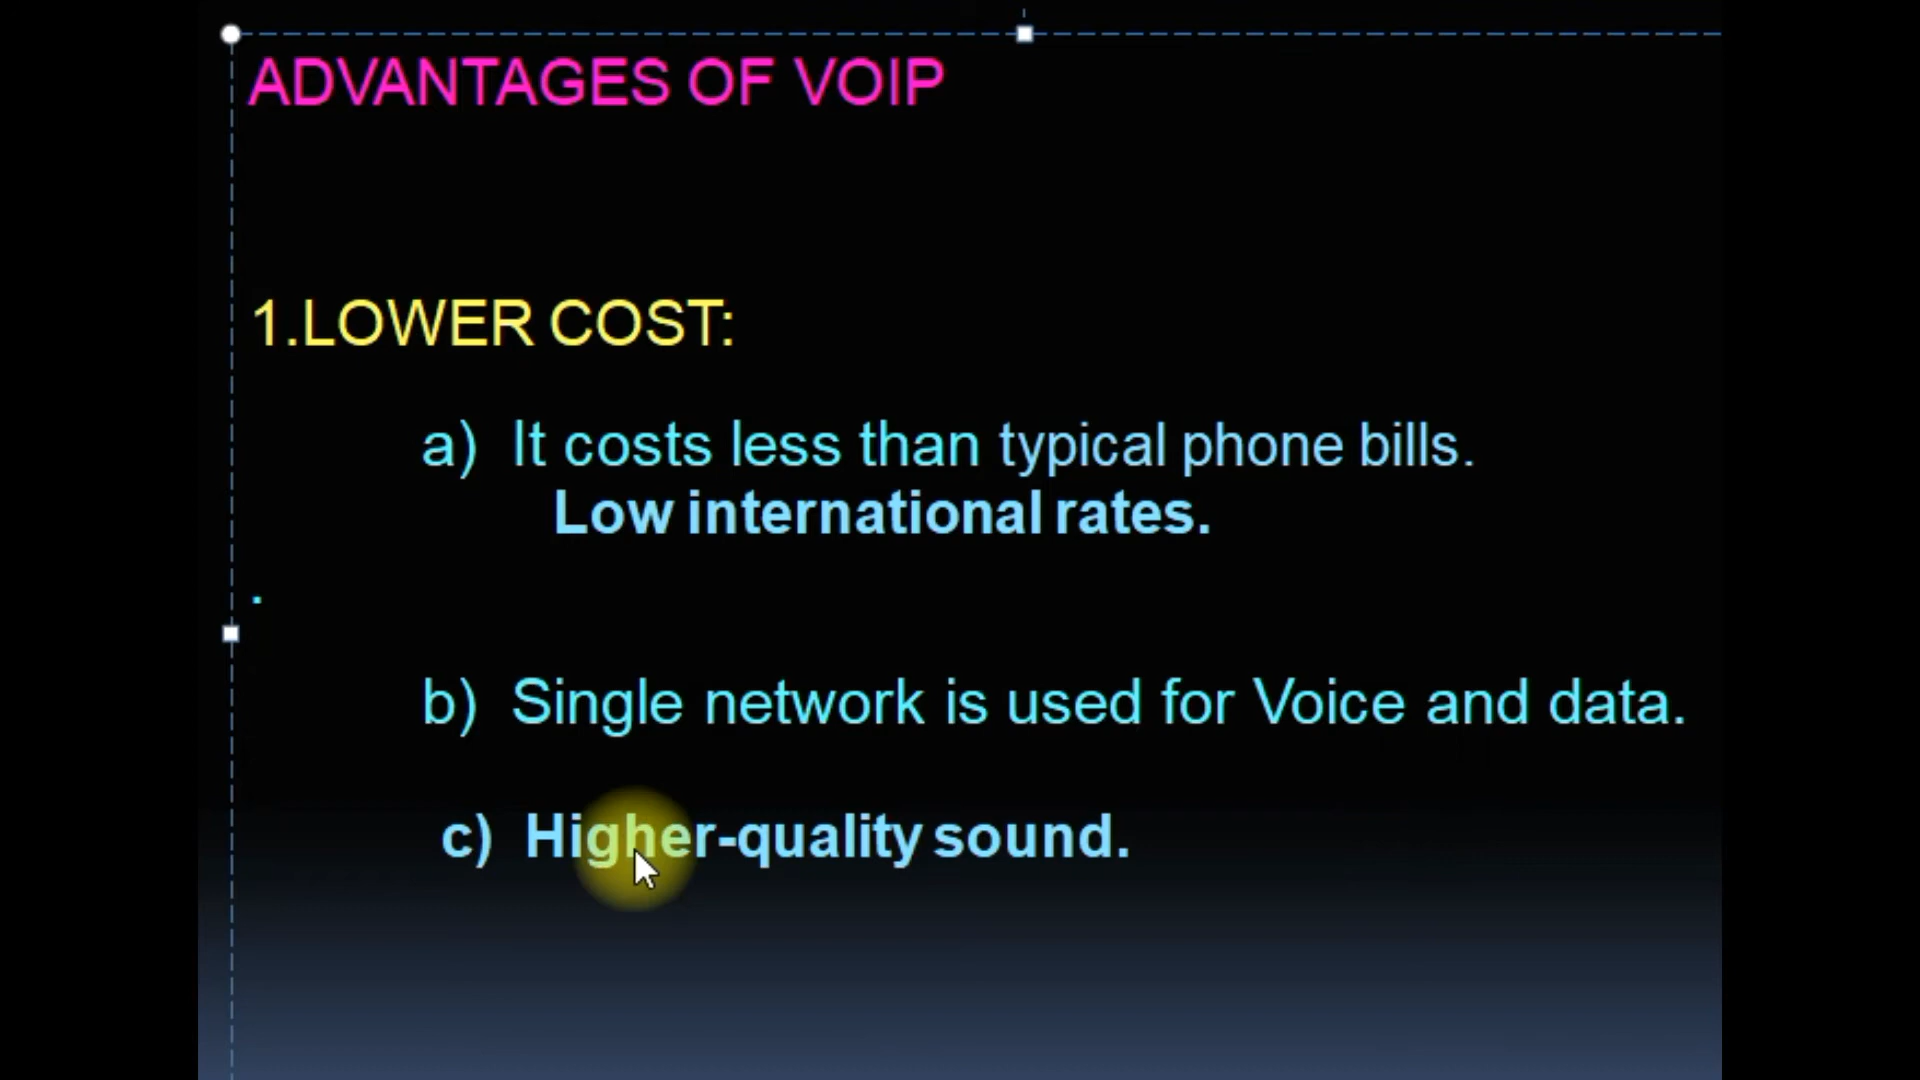 ADVANTAGES OF VOIP
1.LOWER COST:
a) It costs less than typical phone bills.
Low international rates.
.
b) Single network is used for Voice and data.
c) Higher-quality sound.